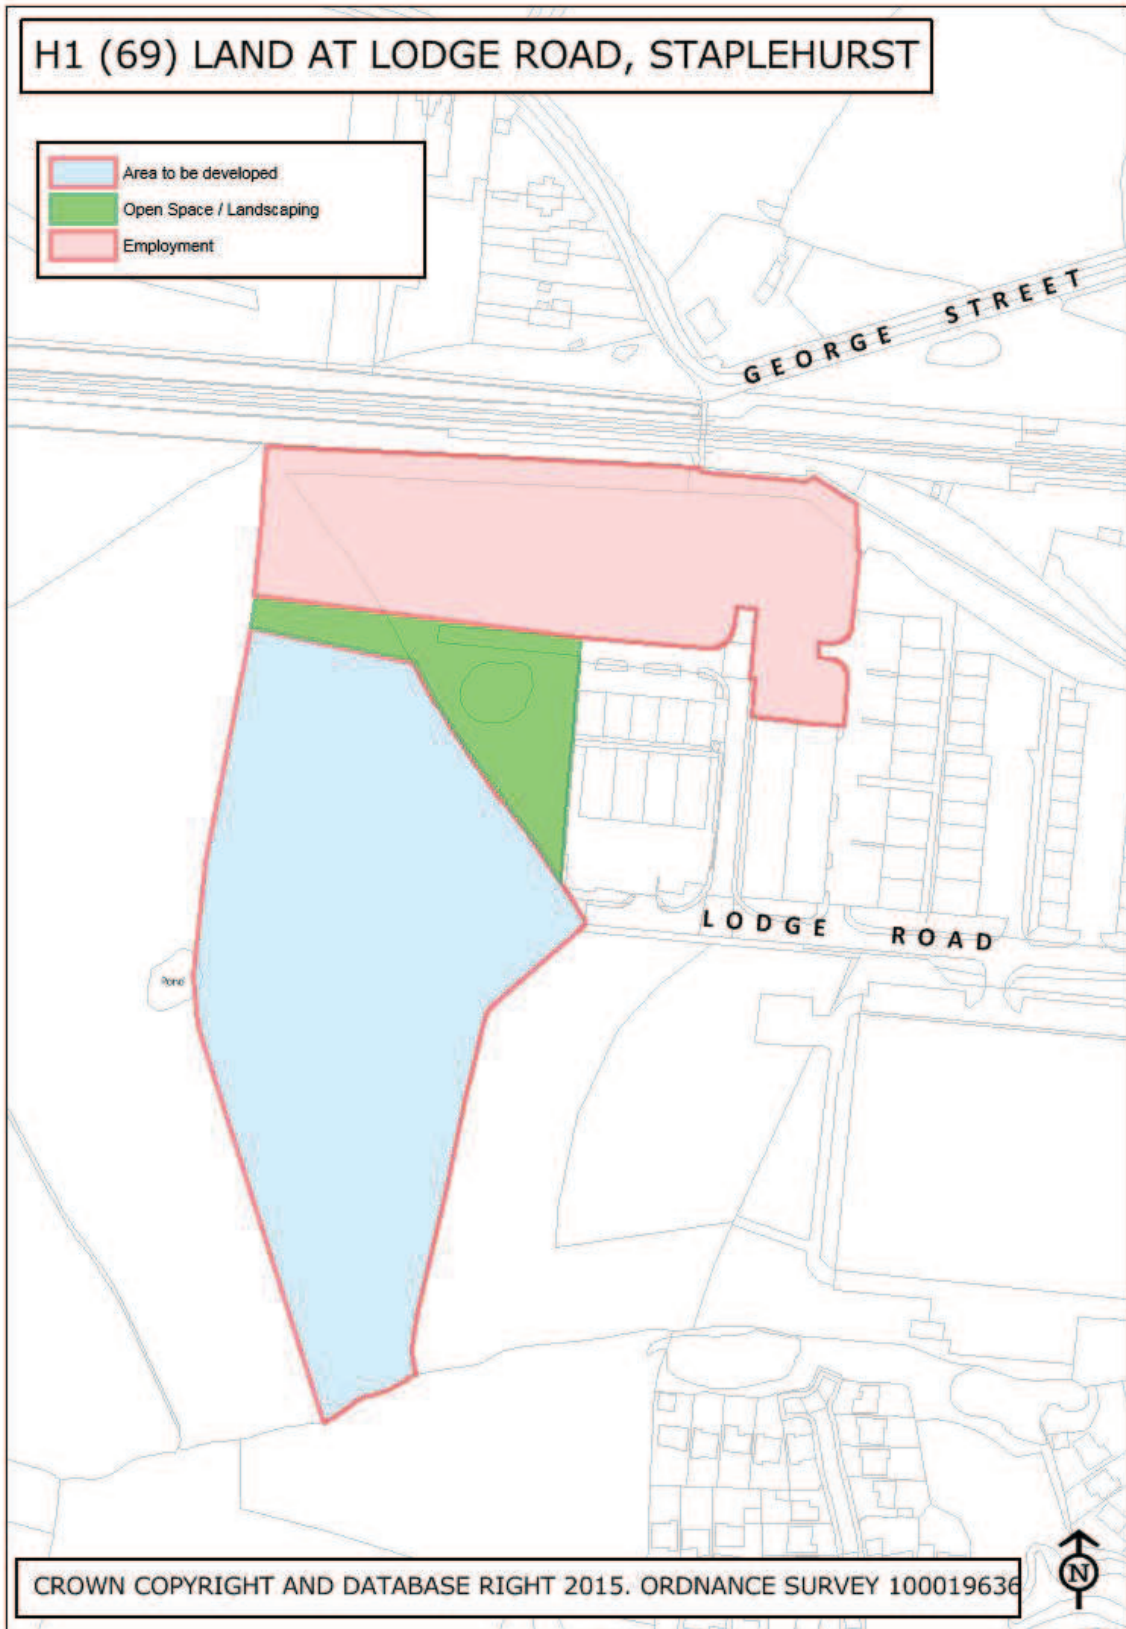 H1 (69) LAND AT LODGE ROAD, STAPLEHURST
Area to be developed
Open Space / Landscaping
Employment
GEORGE STREET
LODGE ROAD
Pond
CROWN COPYRIGHT AND DATABASE RIGHT 2015. ORDNANCE SURVEY 100019636
N